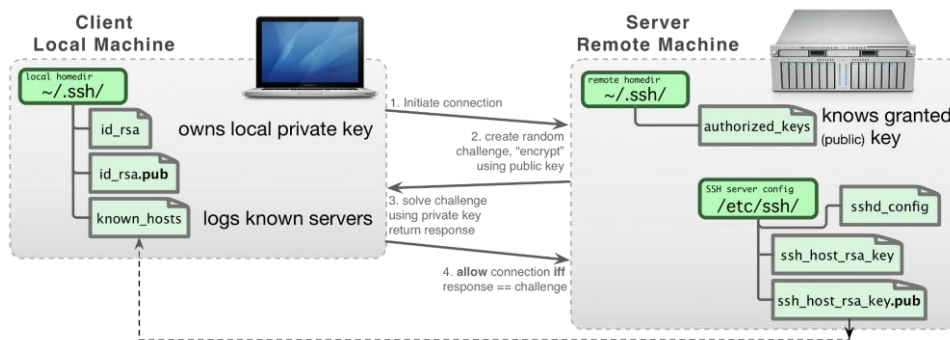 Client
Local Machine
local homedir
~/.ssh/
id_rsa
owns local private key
id_rsa.pub
known_hosts
logs known servers
1. Initiate connection
2. create random
challenge, "encrypt"
using public key
3. solve challenge
using private key
return response
4. allow connection iff
response == challenge
Server
Remote Machine
remote homedir
~/.ssh/
authorized_keys
knows granted
(public) key
SSH server config
/etc/ssh/
sshd_config
ssh_host_rsa_key
ssh_host_rsa_key.pub